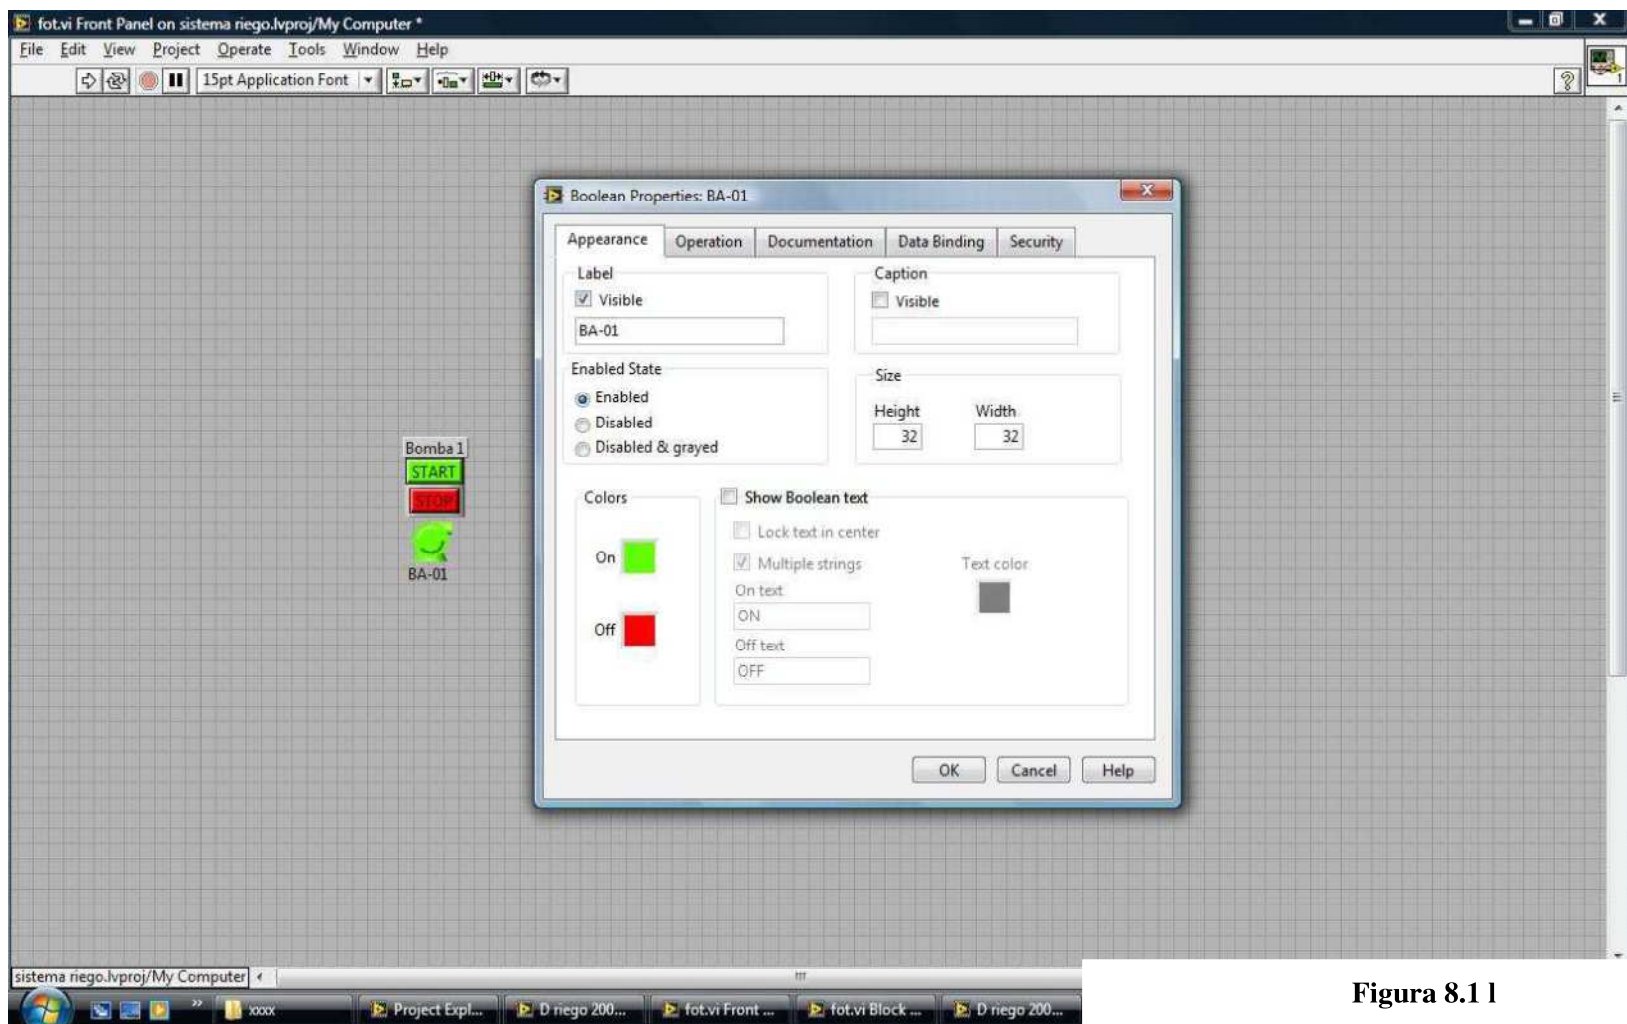 fot.vi Front Panel on sistema riego.lvproj/My Computer *
File Edit View Project Operate Tools Window Help
15pt Application Font
1
Boolean Properties: BA-01
Appearance Operation Documentation Data Binding Security
Label
Visible
BA-01
Caption
Visible
Enabled State
Enabled
Disabled
Disabled & grayed
Size
Height Width
32 32
Bomba 1
START
STOP
BA-01
Colors
On
Off
Show Boolean text
Lock text in center
Multiple strings
Text color
On text
ON
Off text
OFF
OK Cancel Help
sistema riego.lvproj/My Computer
xxxx Project Expl... D riego 200... fot.vi Front ... fot.vi Block ... D riego 200...
Figura 8.1 l